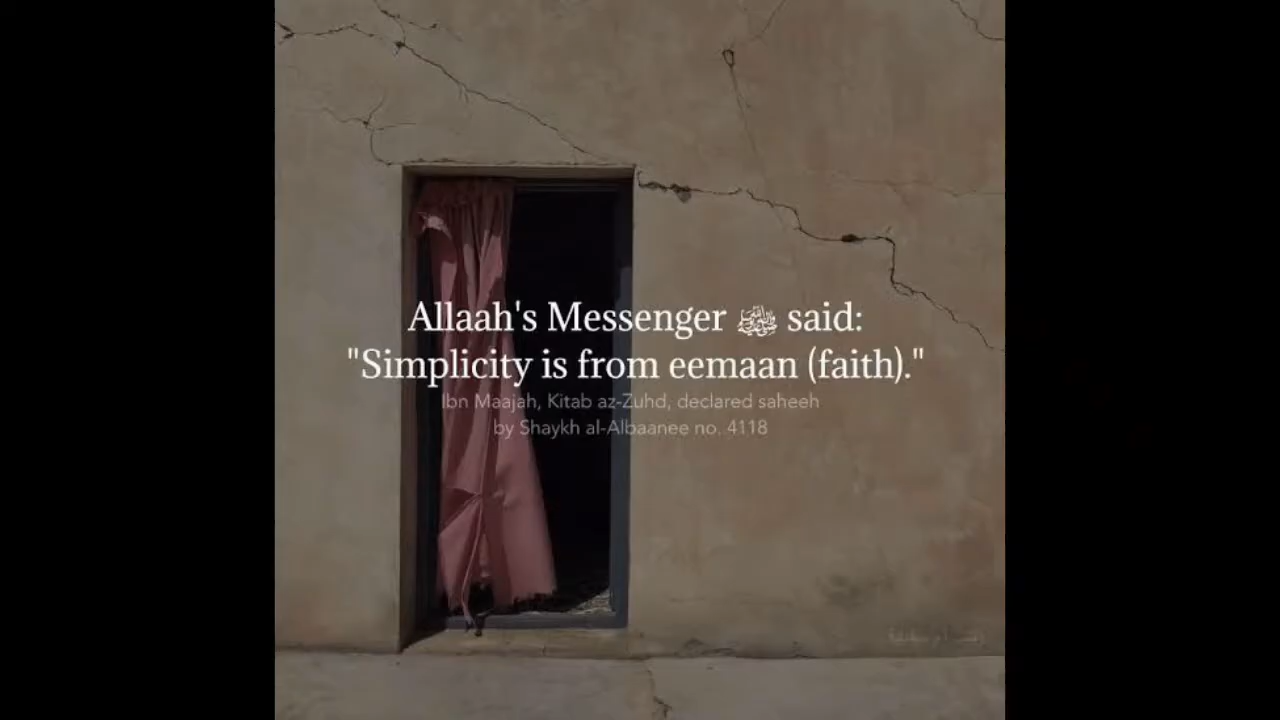 Allaah's Messenger ﷺ said:
"Simplicity is from eemaan (faith)."
Ibn Maajah, Kitab az-Zuhd, declared saheeh
by Shaykh al-Albaanee no. 4118